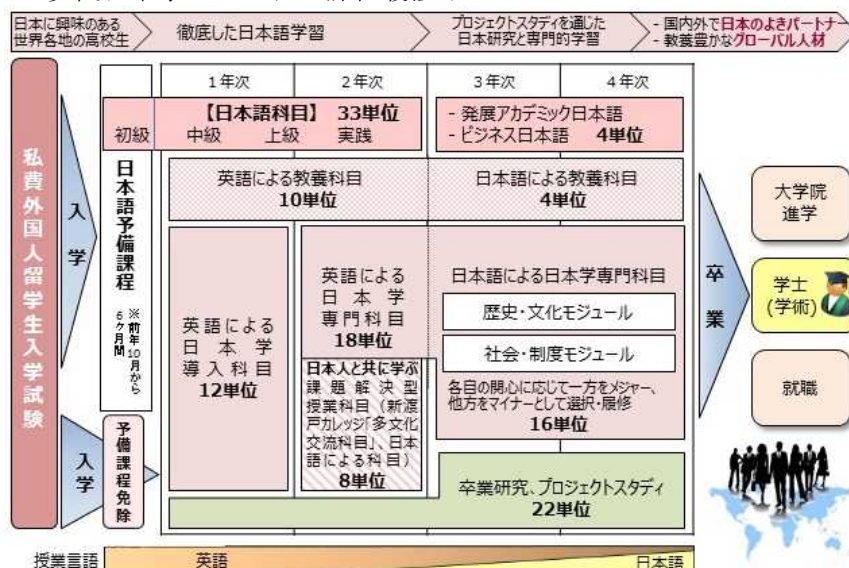 日本に興味のある
世界各地の高校生
徹底した日本語学習
プロジェクトスタディを通じた
日本研究と専門的学習
- 国内外で日本のよきパートナー
- 教養豊かなグローバル人材
1年次
2年次
3年次
4年次
【日本語科目】 33単位
初級 中級 上級 実践
- 発展アカデミック日本語
- ビジネス日本語 4単位
私費外国人留学生入学試験
入学
日本語予備課程
※前年10月から
6ケ月間
入学
予備課程免除
英語による教養科目
10単位
日本語による教養科目
4単位
英語による
日本学
導入科目
12単位
英語による
日本学
専門科目
18単位
日本人と共に学ぶ
課題解決型
授業科目（新渡
戸カレッジ「多文化
交流科目」、日本
語による科目）
8単位
日本語による日本学専門科目
歴史・文化モジュール
社会・制度モジュール
各自の関心に応じて一方をメジャー、
他方をマイナーとして選択・履修
16単位
卒業研究、プロジェクトスタディ
22単位
卒業
大学院
進学
学士
(学術)
就職
授業言語
英語
日本語